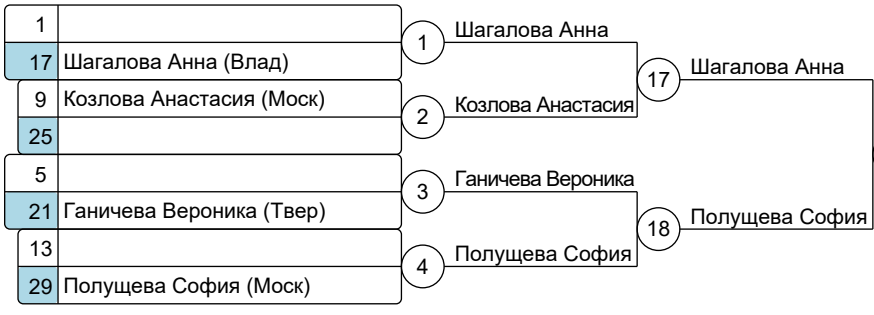 1
17 Шагалова Анна (Влад)
9 Козлова Анастасия (Моск)
25
5
21 Ганичева Вероника (Твер)
13
29 Полущева София (Моск)
1
Шагалова Анна
2
Козлова Анастасия
3
Ганичева Вероника
4
Полущева София
17
Шагалова Анна
18
Полущева София